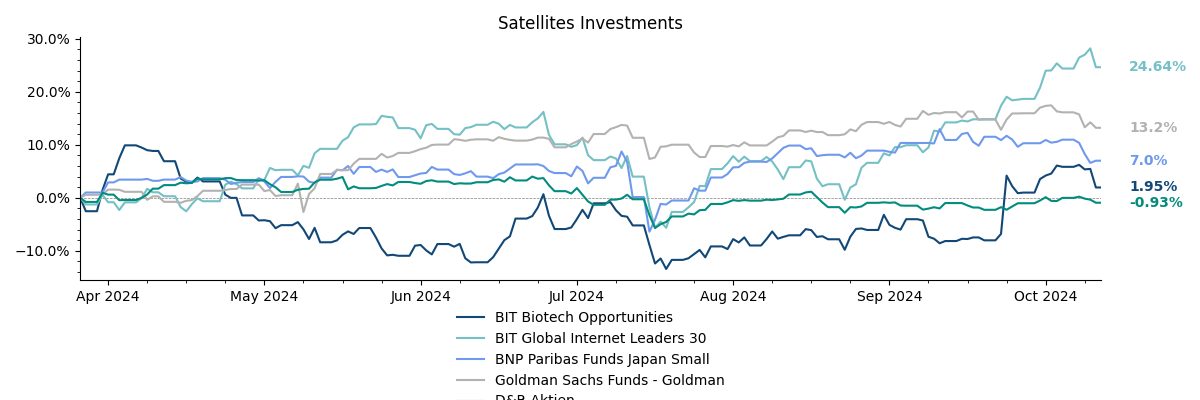 Satellites Investments
30.0%
20.0%
10.0%
0.0%
−10.0%
24.64%
13.2%
7.0%
1.95%
-0.93%
Apr 2024 May 2024 Jun 2024 Jul 2024 Aug 2024 Sep 2024 Oct 2024
BIT Biotech Opportunities
BIT Global Internet Leaders 30
BNP Paribas Funds Japan Small
Goldman Sachs Funds - Goldman
D&R Aktien